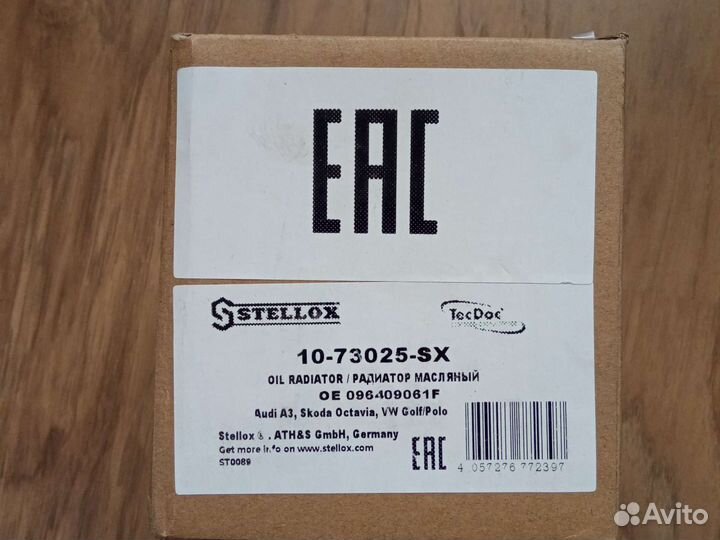 EAC
STELLOX
TecDoc
10-73025-SX
OIL RADIATOR / РАДИАТОР МАСЛЯНЫЙ
OE 096409061F
Audi A3, Skoda Octavia, VW Golf/Polo
Stellox ATH&S GmbH, Germany
Get more info on www.stellox.com
ST0089
EAC
4 057276 772397
Avito